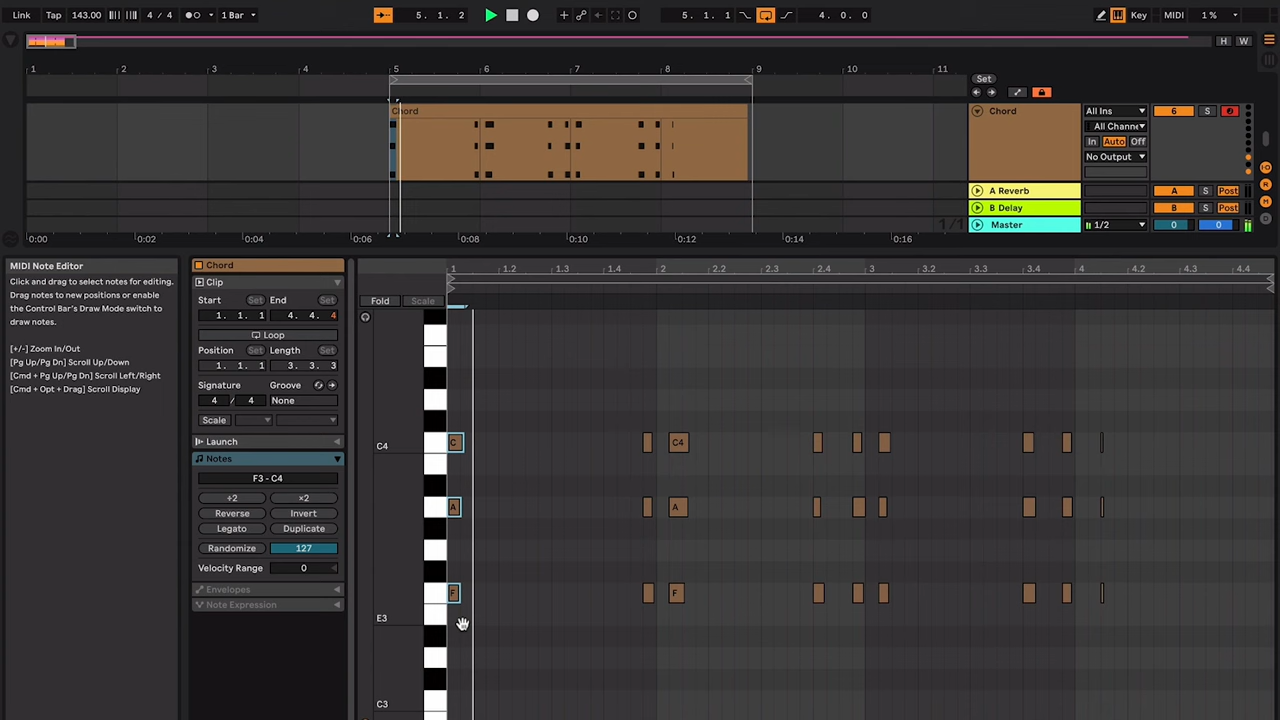 Link Tap 143.00 4 / 4 1 Bar 5. 1. 2 5. 1. 1 4. 0. 0 Key MIDI 1 %
H W
1 2 3 4 5 6 7 8 9 10 11
Set
Chord
Chord All Ins 6 S
All Channe
In Auto Off
No Output
A Reverb A S Post
B Delay B S Post
1/1 Master 1/2 0 0
0:00 0:02 0:04 0:06 0:08 0:10 0:12 0:14 0:16
MIDI Note Editor
Click and drag to select notes for editing.
Drag notes to new positions or enable
the Control Bar's Draw Mode switch to
draw notes.
[+/-] Zoom In/Out
[Pg Up/Pg Dn] Scroll Up/Down
[Cmd + Pg Up/Pg Dn] Scroll Left/Right
[Cmd + Opt + Drag] Scroll Display
Chord
Clip
Start Set End Set
1. 1. 1 4. 4. 4
Loop
Position Set Length Set
1. 1. 1 3. 3. 3
Signature Groove
4 / 4 None
Scale
Launch
Notes
F3 - C4
÷2 ×2
Reverse Invert
Legato Duplicate
Randomize 127
Velocity Range 0
Envelopes
Note Expression
1 1.2 1.3 1.4 2 2.2 2.3 2.4 3 3.2 3.3 3.4 4 4.2 4.3 4.4
Fold Scale
C4 C C4
A A
F F
E3
C3